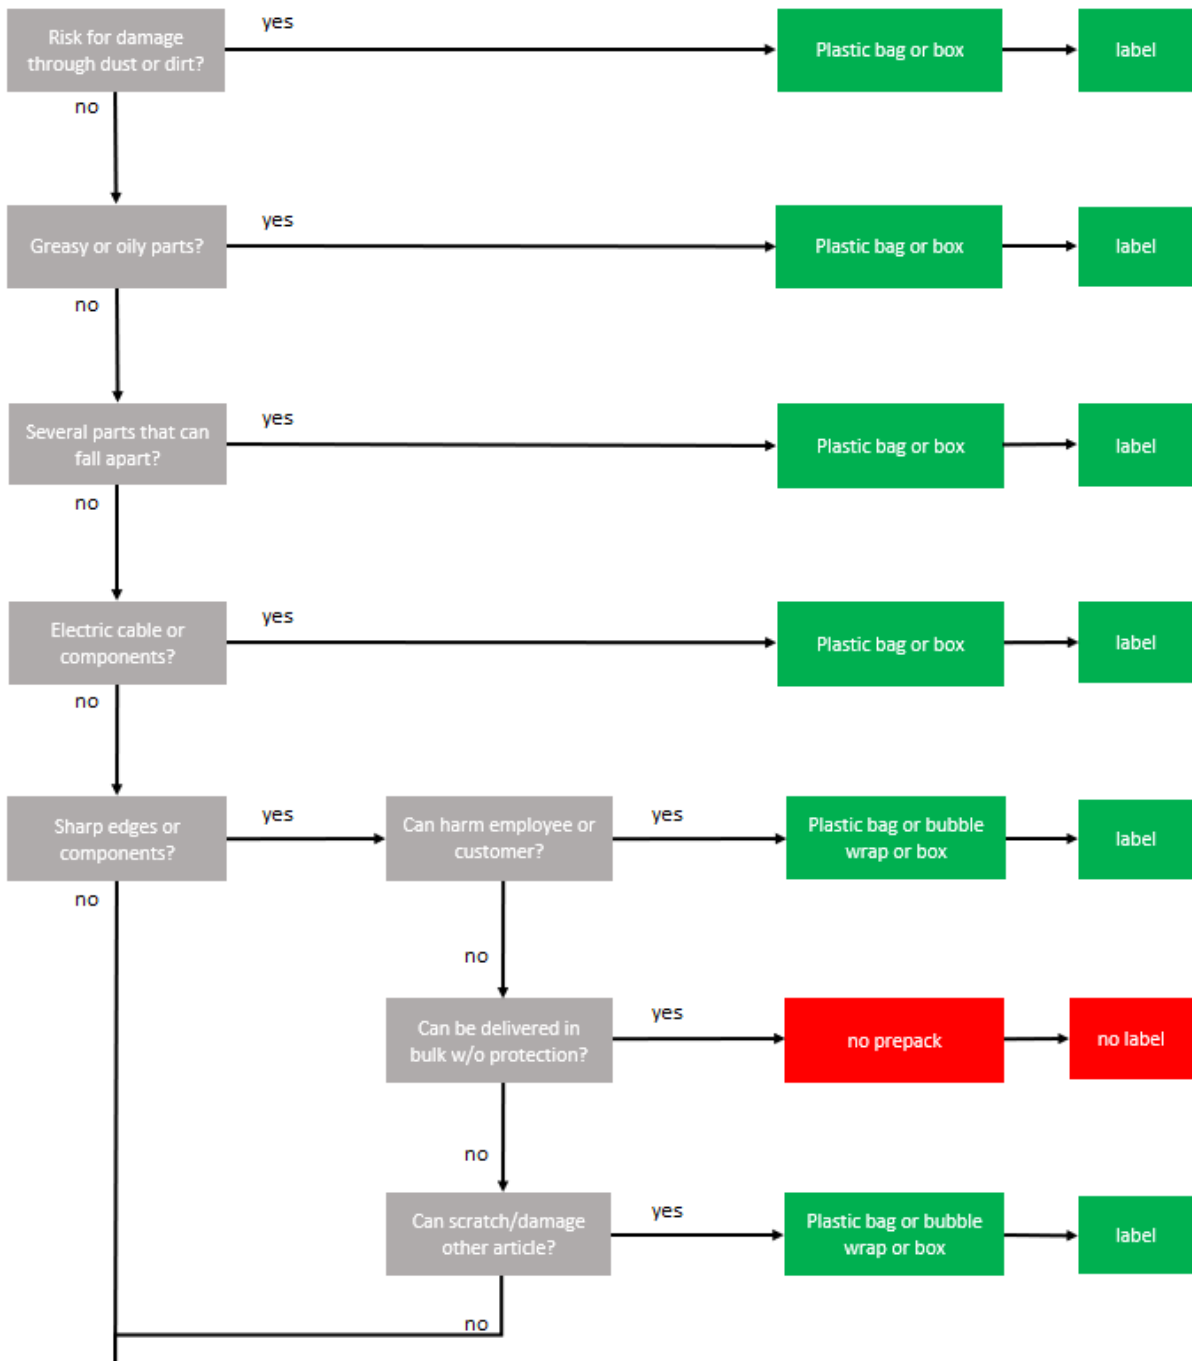 Risk for damage
through dust or dirt?
yes
Plastic bag or box
label
no
Greasy or oily parts?
yes
Plastic bag or box
label
no
Several parts that can
fall apart?
yes
Plastic bag or box
label
no
Electric cable or
components?
yes
Plastic bag or box
label
no
Sharp edges or
components?
yes
Can harm employee or
customer?
yes
Plastic bag or bubble
wrap or box
label
no
no
Can be delivered in
bulk w/o protection?
yes
no prepack
no label
no
Can scratch/damage
other article?
yes
Plastic bag or bubble
wrap or box
label
no